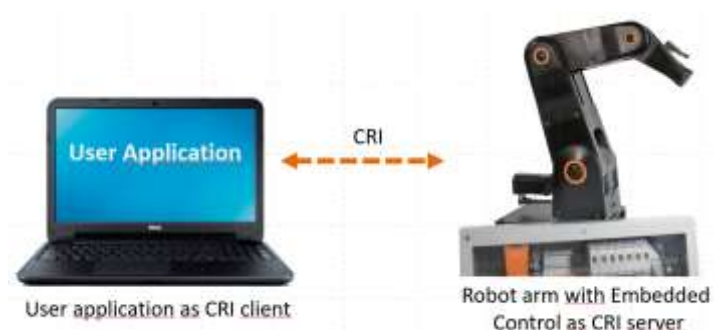 User Application
CRI
User application as CRI client
Robot arm with Embedded
Control as CRI server